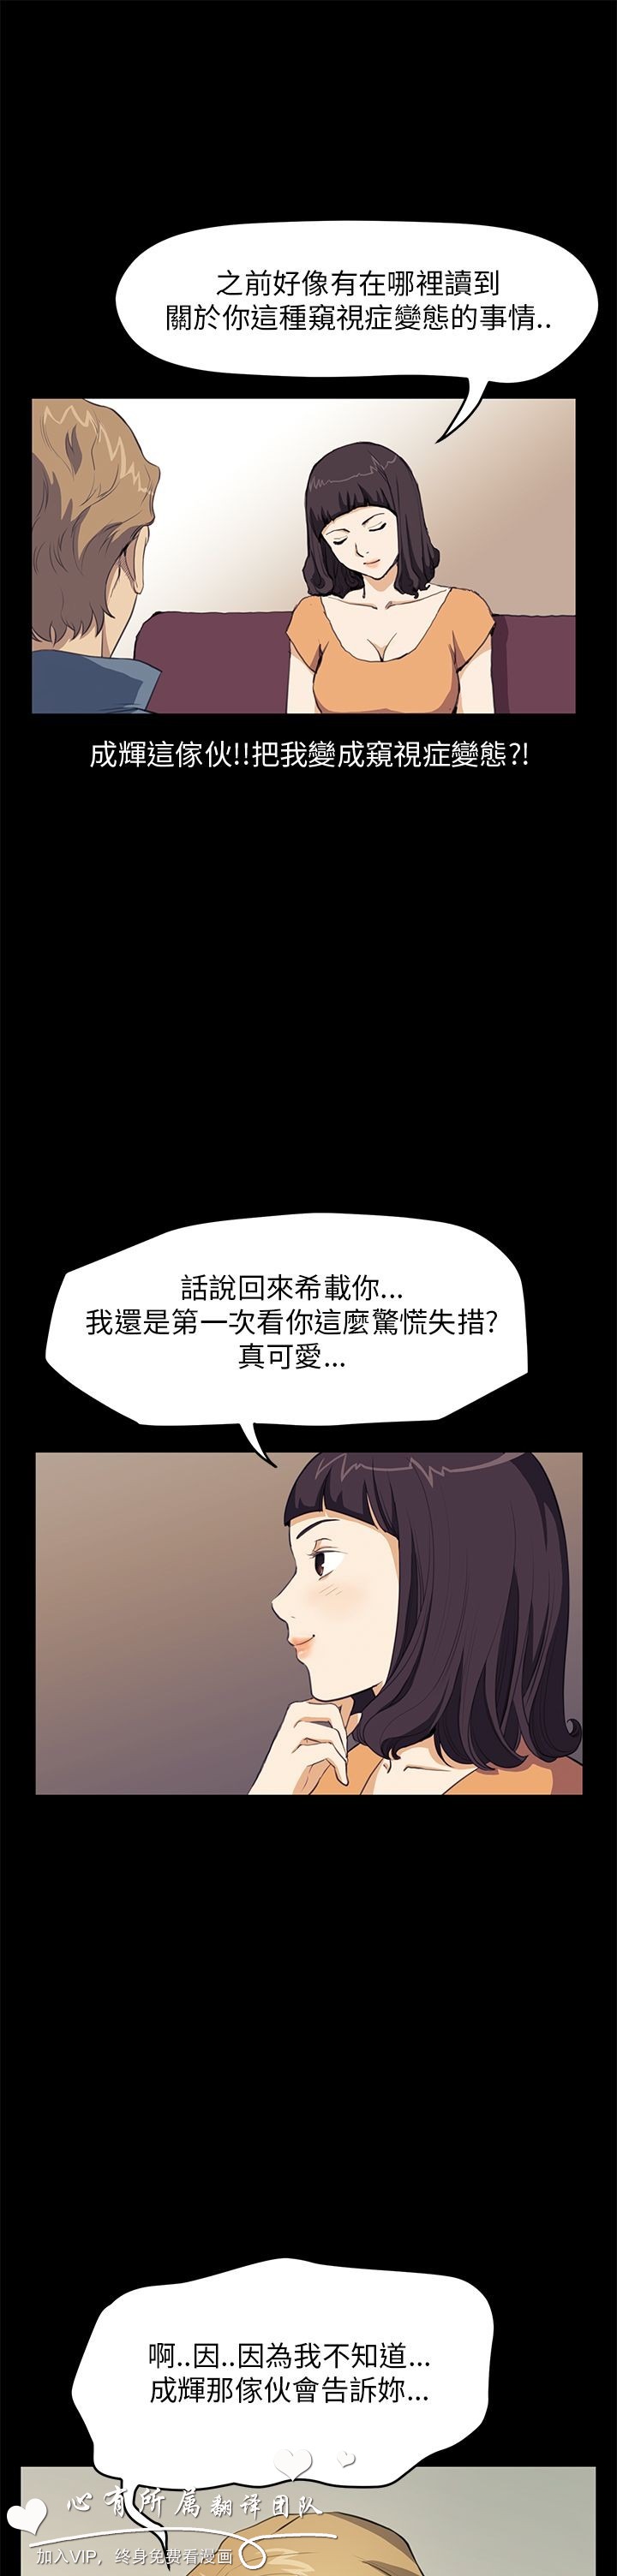 之前好像有在哪裡讀到
關於你這種窺視症變態的事情..
成輝這傢伙!!把我變成窺視症變態?!
話說回來希載你...
我還是第一次看你這麼驚慌失措?
真可愛...
啊..因..因為我不知道...
成輝那傢伙會告訴妳...
心有所属翻译团队
加入VIP，终身免费看漫画